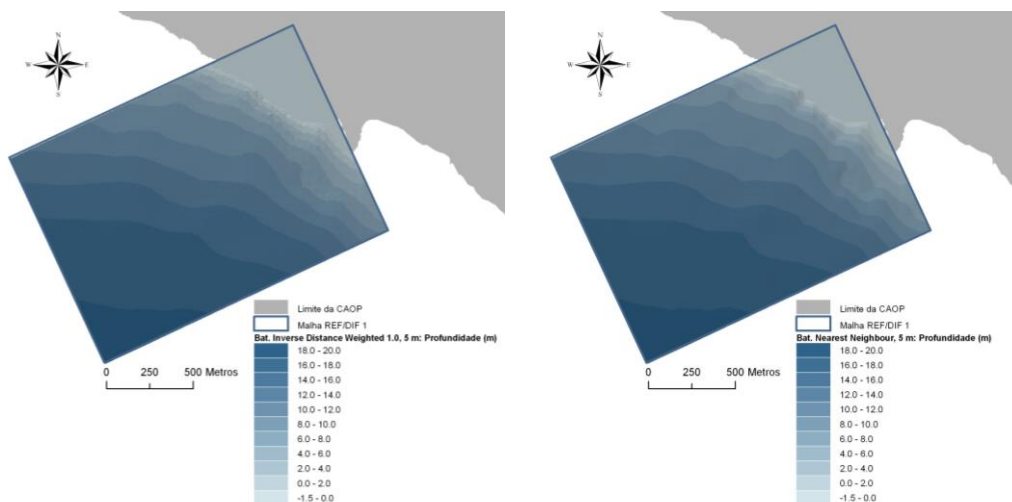 N
W E
S
Limite da CAOP
Malha REF/DIF 1
Bat. Inverse Distance Weighted 1.0, 5 m: Profundidade (m)
18.0 - 20.0
16.0 - 18.0
14.0 - 16.0
12.0 - 14.0
10.0 - 12.0
8.0 - 10.0
6.0 - 8.0
4.0 - 6.0
2.0 - 4.0
0.0 - 2.0
-1.5 - 0.0
0 250 500 Metros
N
W E
S
Limite da CAOP
Malha REF/DIF 1
Bat. Nearest Neighbour, 5 m: Profundidade (m)
18.0 - 20.0
16.0 - 18.0
14.0 - 16.0
12.0 - 14.0
10.0 - 12.0
8.0 - 10.0
6.0 - 8.0
4.0 - 6.0
2.0 - 4.0
0.0 - 2.0
-1.5 - 0.0
0 250 500 Metros